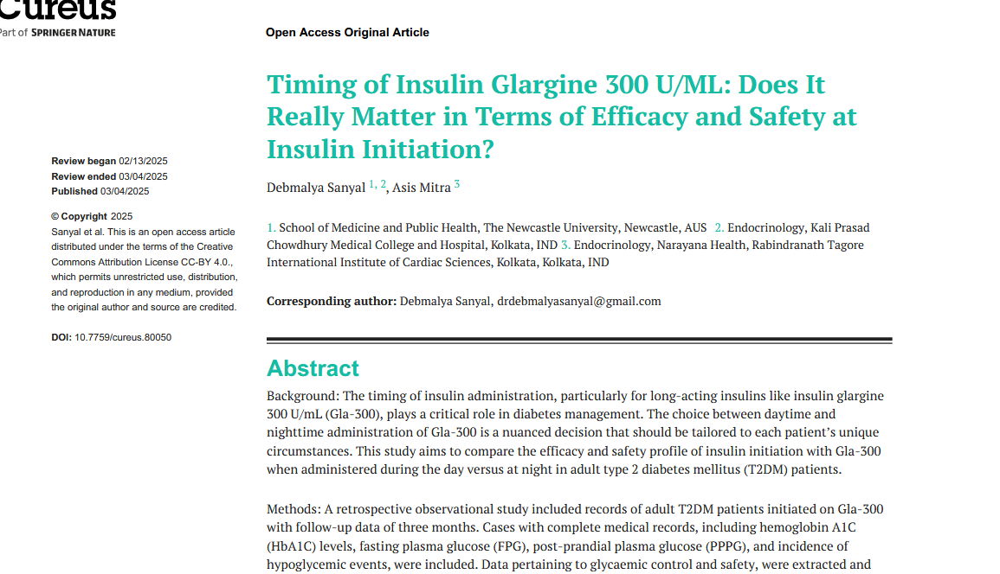 Cureus
Part of SPRINGER NATURE
Open Access Original Article
Timing of Insulin Glargine 300 U/ML: Does It
Really Matter in Terms of Efficacy and Safety at
Insulin Initiation?
Review began 02/13/2025
Review ended 03/04/2025
Published 03/04/2025
© Copyright 2025
Sanyal et al. This is an open access article
distributed under the terms of the Creative
Commons Attribution License CC-BY 4.0.,
which permits unrestricted use, distribution,
and reproduction in any medium, provided
the original author and source are credited.
DOI: 10.7759/cureus.80050
Debmalya Sanyal 1, 2, Asis Mitra 3
1. School of Medicine and Public Health, The Newcastle University, Newcastle, AUS 2. Endocrinology, Kali Prasad
Chowdhury Medical College and Hospital, Kolkata, IND 3. Endocrinology, Narayana Health, Rabindranath Tagore
International Institute of Cardiac Sciences, Kolkata, Kolkata, IND
Corresponding author: Debmalya Sanyal, drdebmalyasanyal@gmail.com
Abstract
Background: The timing of insulin administration, particularly for long-acting insulins like insulin glargine
300 U/mL (Gla-300), plays a critical role in diabetes management. The choice between daytime and
nighttime administration of Gla-300 is a nuanced decision that should be tailored to each patient’s unique
circumstances. This study aims to compare the efficacy and safety profile of insulin initiation with Gla-300
when administered during the day versus at night in adult type 2 diabetes mellitus (T2DM) patients.
Methods: A retrospective observational study included records of adult T2DM patients initiated on Gla-300
with follow-up data of three months. Cases with complete medical records, including hemoglobin A1C
(HbA1C) levels, fasting plasma glucose (FPG), post-prandial plasma glucose (PPPG), and incidence of
hypoglycemic events, were included. Data pertaining to glycaemic control and safety, were extracted and